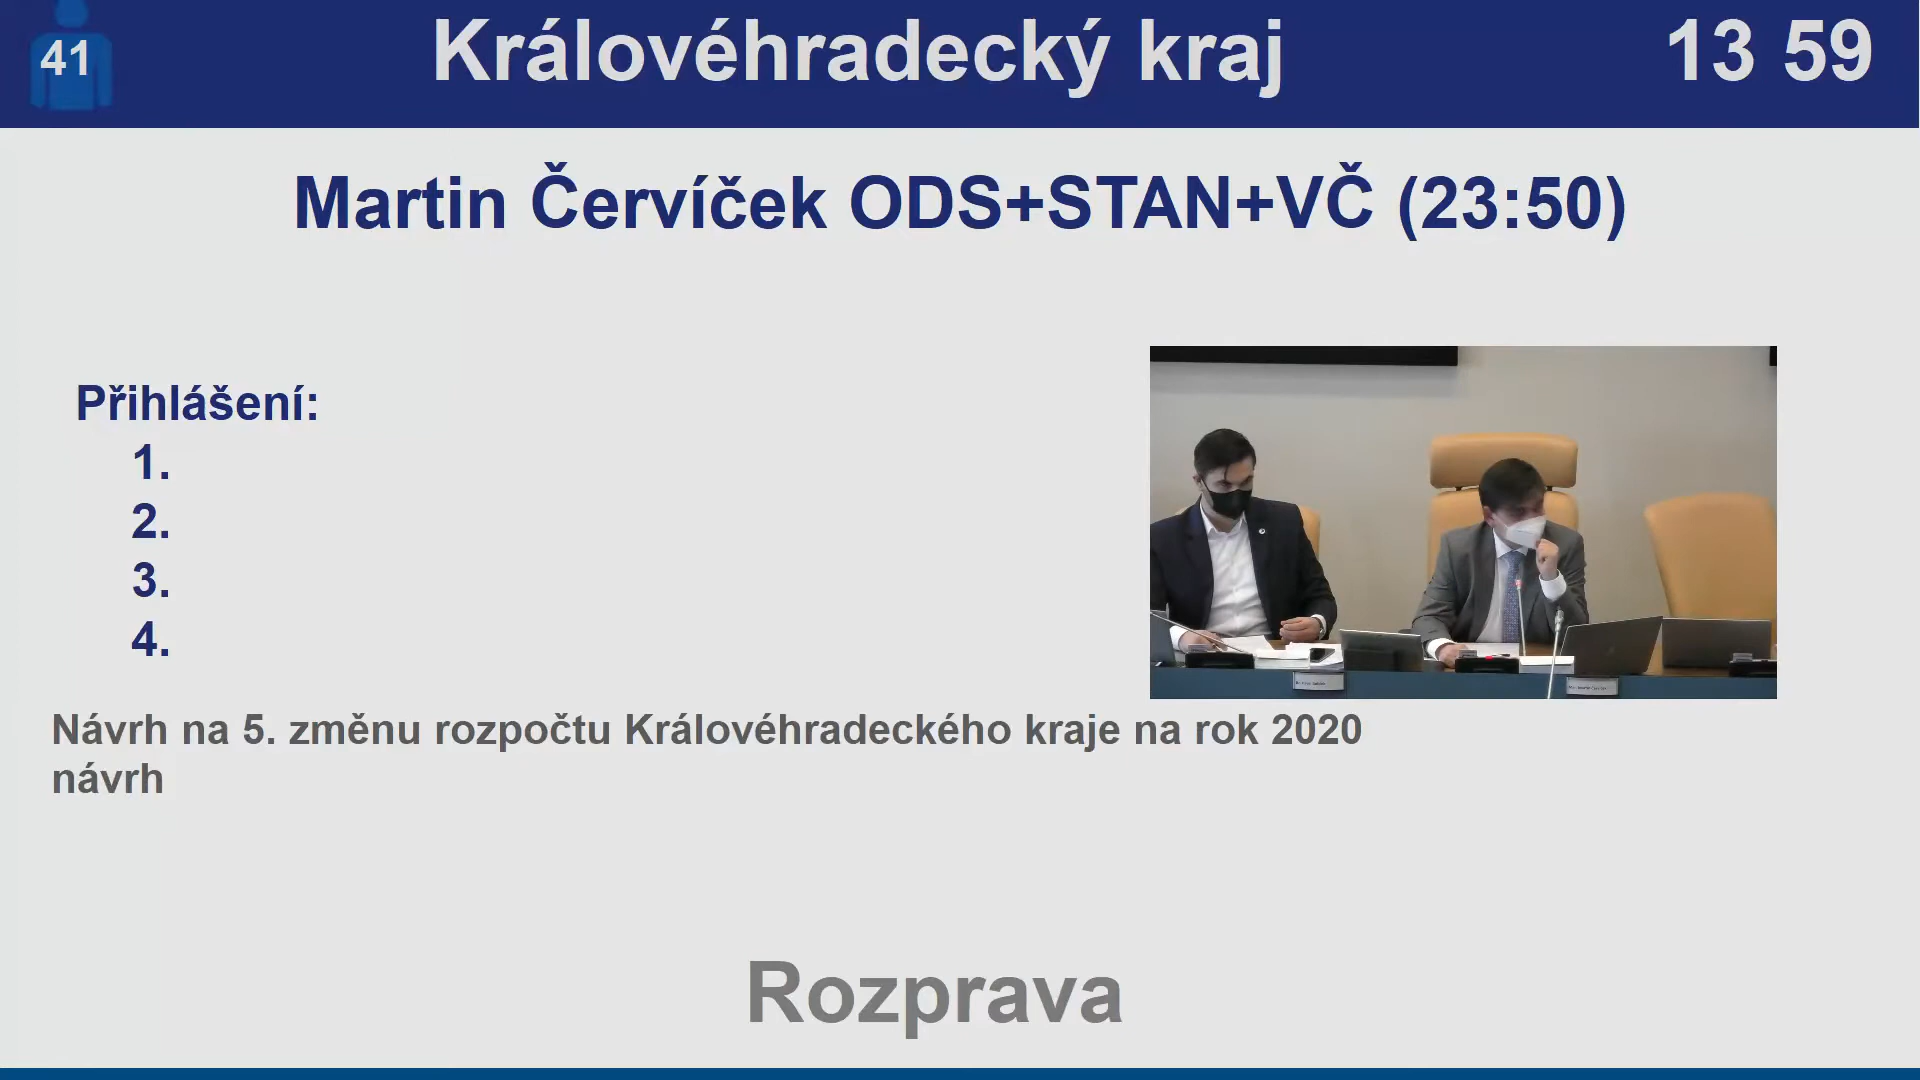 41
Královéhradecký kraj
13 59
Martin Červíček ODS+STAN+VČ (23:50)
Přihlášení:
1.
2.
3.
4.
Návrh na 5. změnu rozpočtu Královéhradeckého kraje na rok 2020
návrh
Rozprava